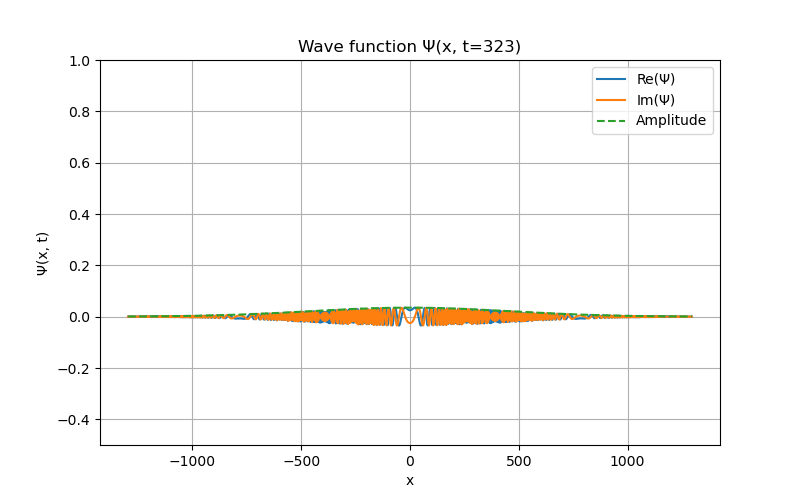 Wave function Ψ(x, t=323)
1.0
0.8
0.6
0.4
0.2
0.0
−0.2
−0.4
Ψ(x, t)
Re(Ψ)
Im(Ψ)
Amplitude
−1000
−500
0
500
1000
x